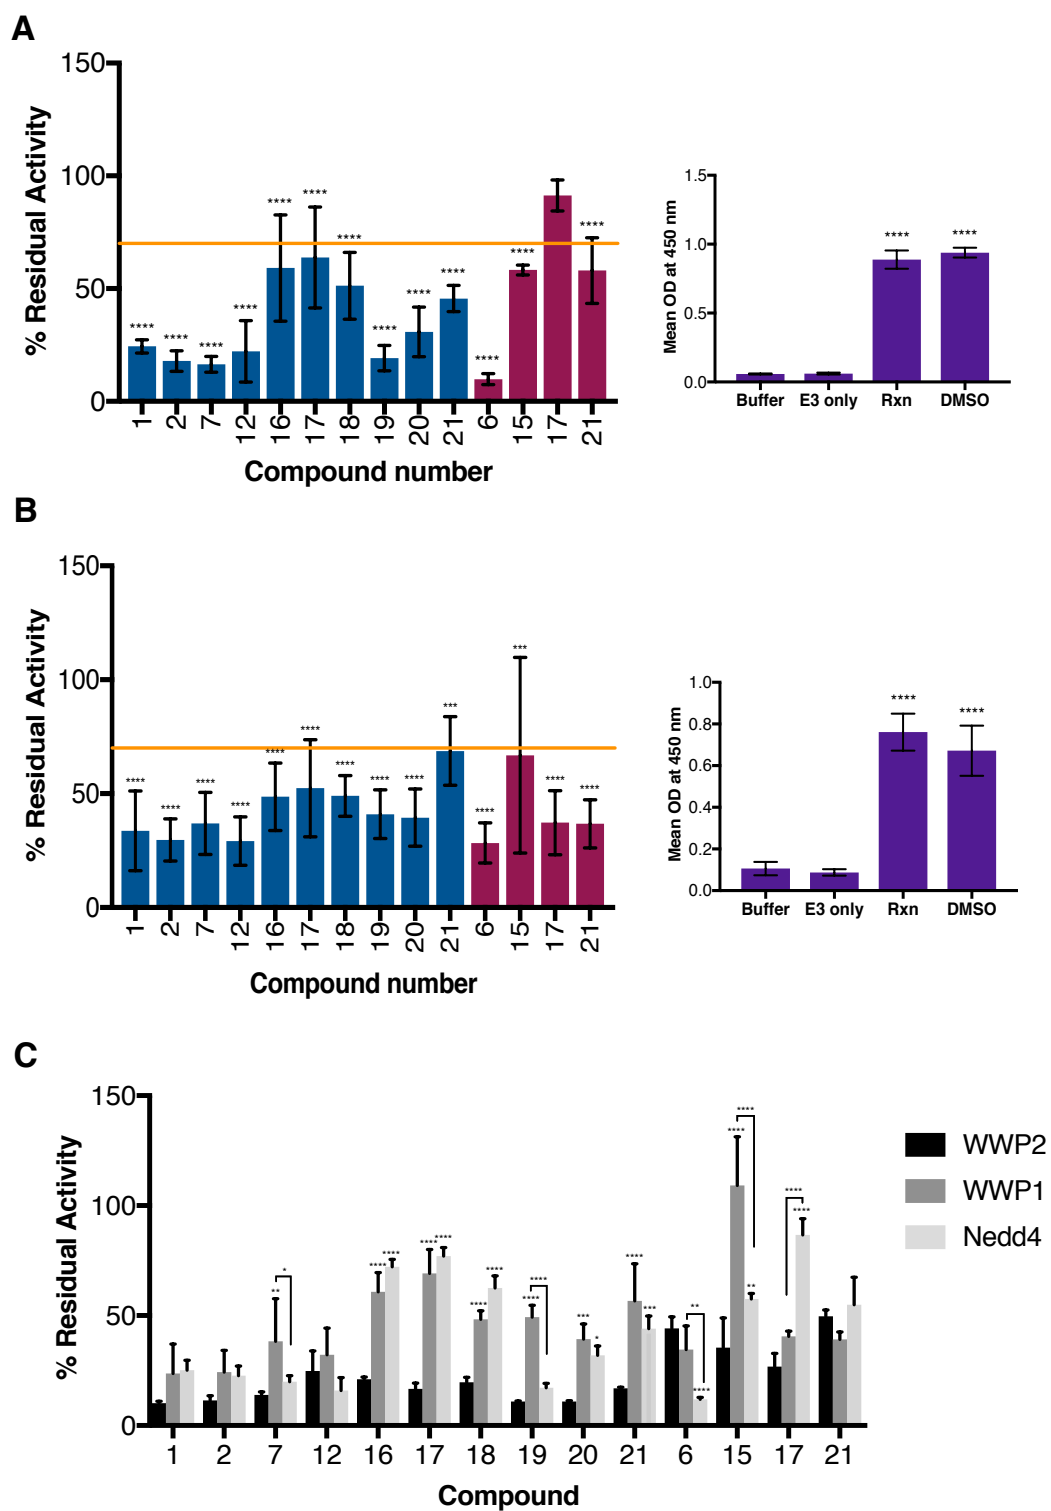 A
150
100
50
0
% Residual Activity
**** **** **** **** **** **** **** **** **** **** **** **** ****
1 2 7 12 16 17 18 19 20 21 6 15 17 21
Compound number
1.5
1.0
0.5
0.0
Mean OD at 450 nm
**** ****
Buffer E3 only Rxn DMSO
B
150
100
50
0
% Residual Activity
**** **** **** **** **** **** **** **** **** *** **** *** **** ****
1 2 7 12 16 17 18 19 20 21 6 15 17 21
Compound number
1.0
0.8
0.6
0.4
0.2
0.0
Mean OD at 450 nm
**** ****
Buffer E3 only Rxn DMSO
C
150
100
50
0
% Residual Activity
** * **** **** **** **** **** **** **** **** *** * **** *** ** **** **** **** ** **** ****
1 2 7 12 16 17 18 19 20 21 6 15 17 21
Compound
WWP2
WWP1
Nedd4